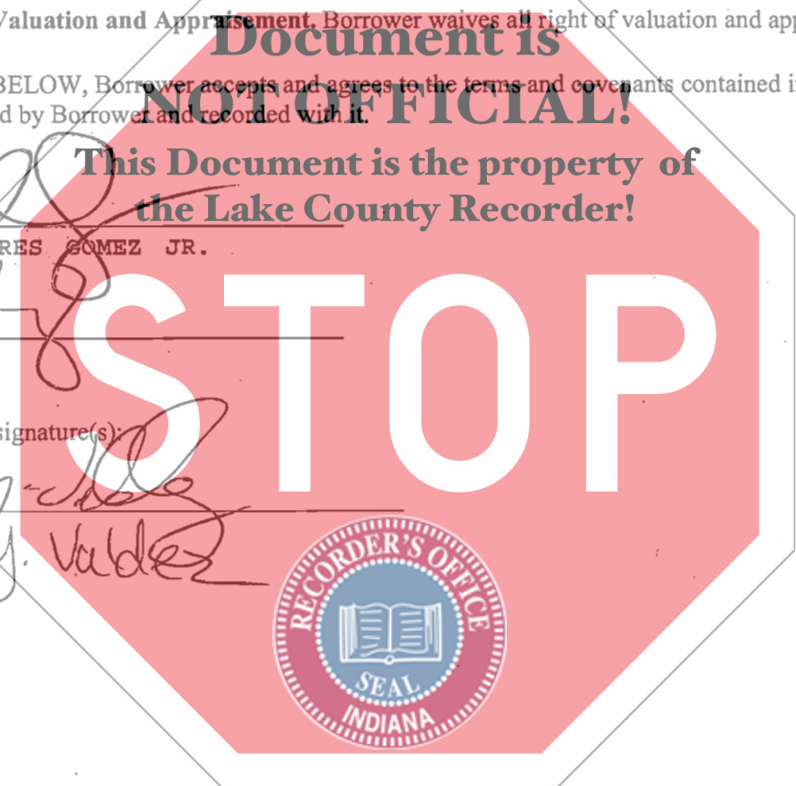 Valuation and Appraisement. Borrower waives all right of valuation and app
Document is
BELOW, Borrower accepts and agrees to the terms and covenants contained i
NOT OFFICIAL!
d by Borrower and recorded with it.
This Document is the property of
the Lake County Recorder!
RES GOMEZ JR.
STOP
signature(s):
J. Valdez
RECORDER'S OFFICE
SEAL
INDIANA